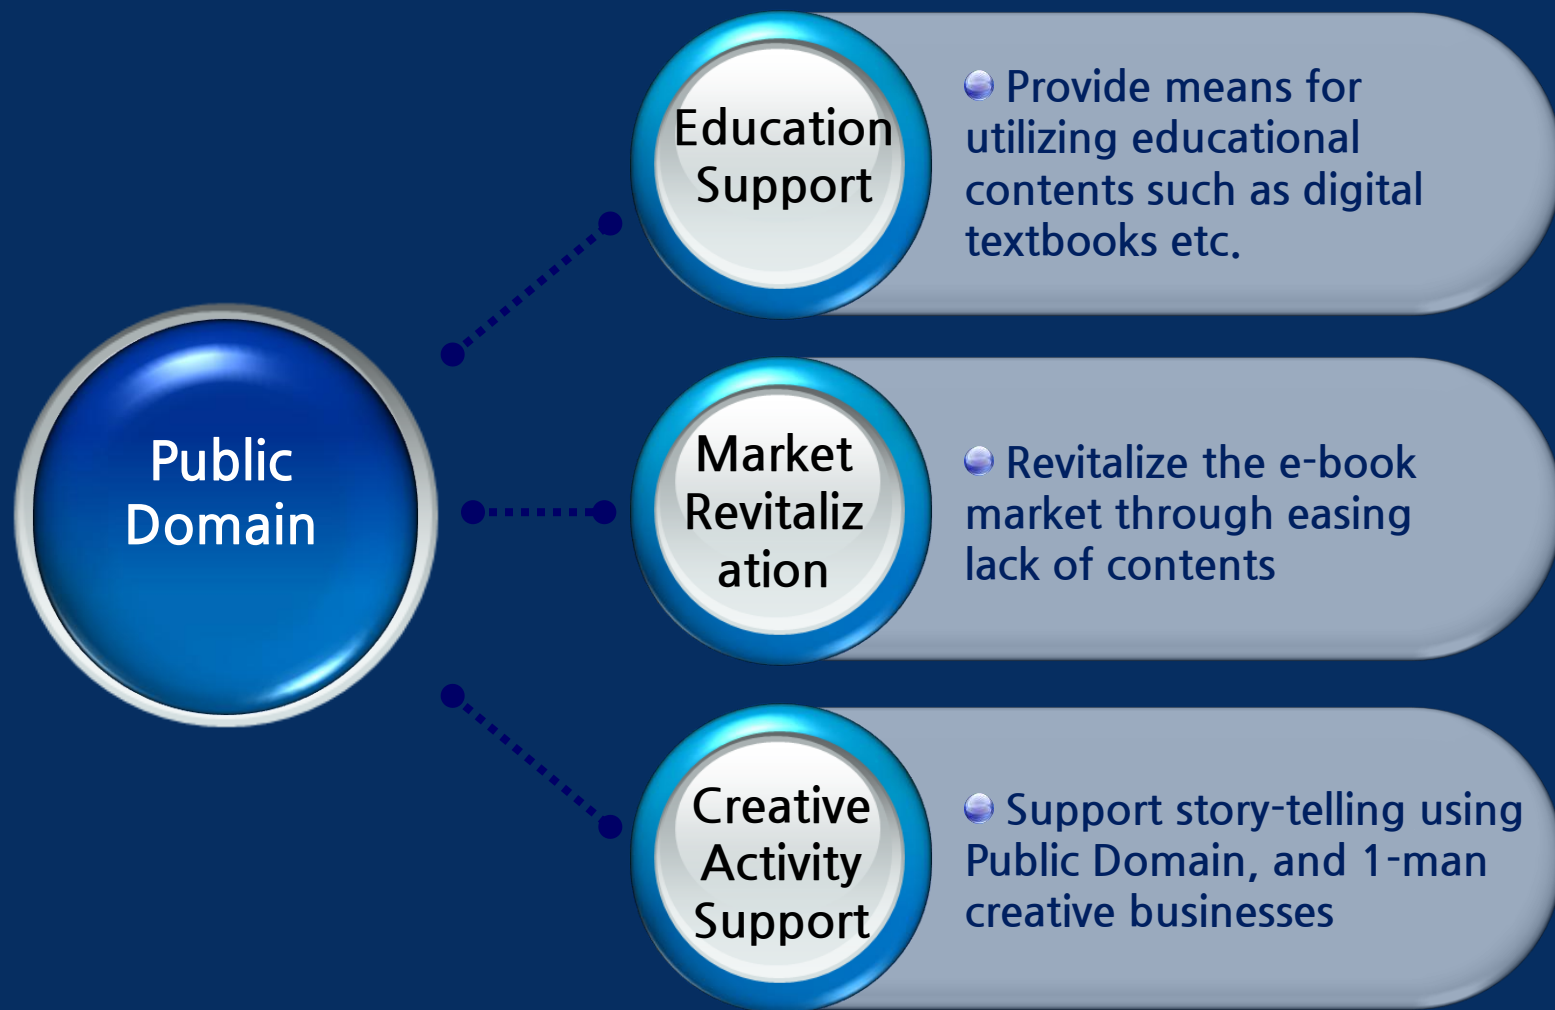 Public
Domain
Education
Support
Provide means for
utilizing educational
contents such as digital
textbooks etc.
Market
Revitaliz
ation
Revitalize the e-book
market through easing
lack of contents
Creative
Activity
Support
Support story-telling using
Public Domain, and 1-man
creative businesses